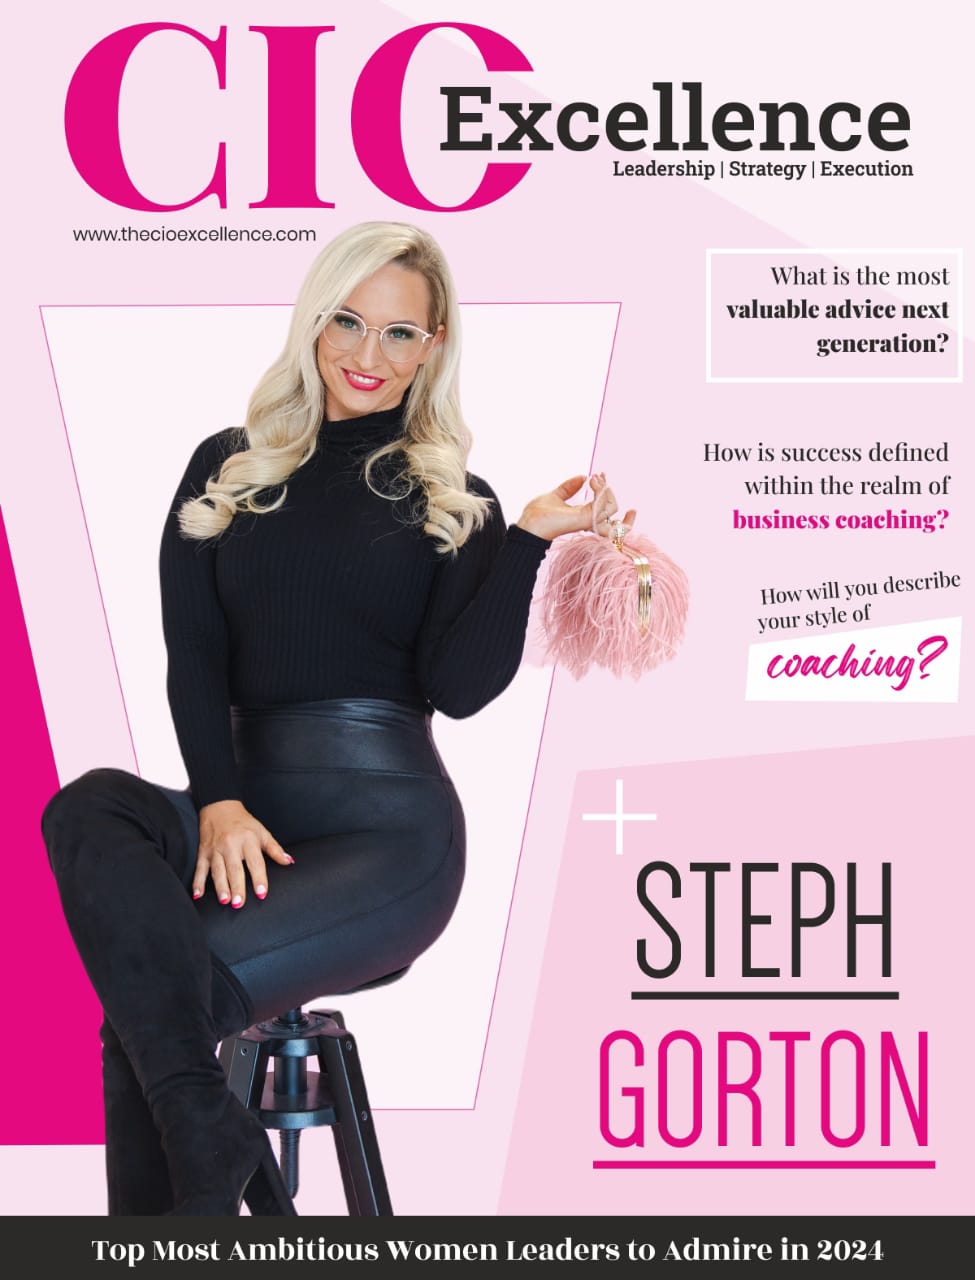 CIO Excellence
Leadership | Strategy | Execution
www.thecioexcellence.com
What is the most
valuable advice next
generation?
How is success defined
within the realm of
business coaching?
How will you describe
your style of
coaching?
STEPH
GORTON
Top Most Ambitious Women Leaders to Admire in 2024